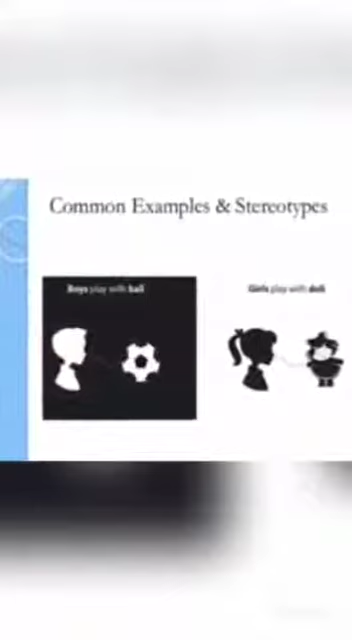 Common Examples & Stereotypes
Boys play with ball
Girls play with doll